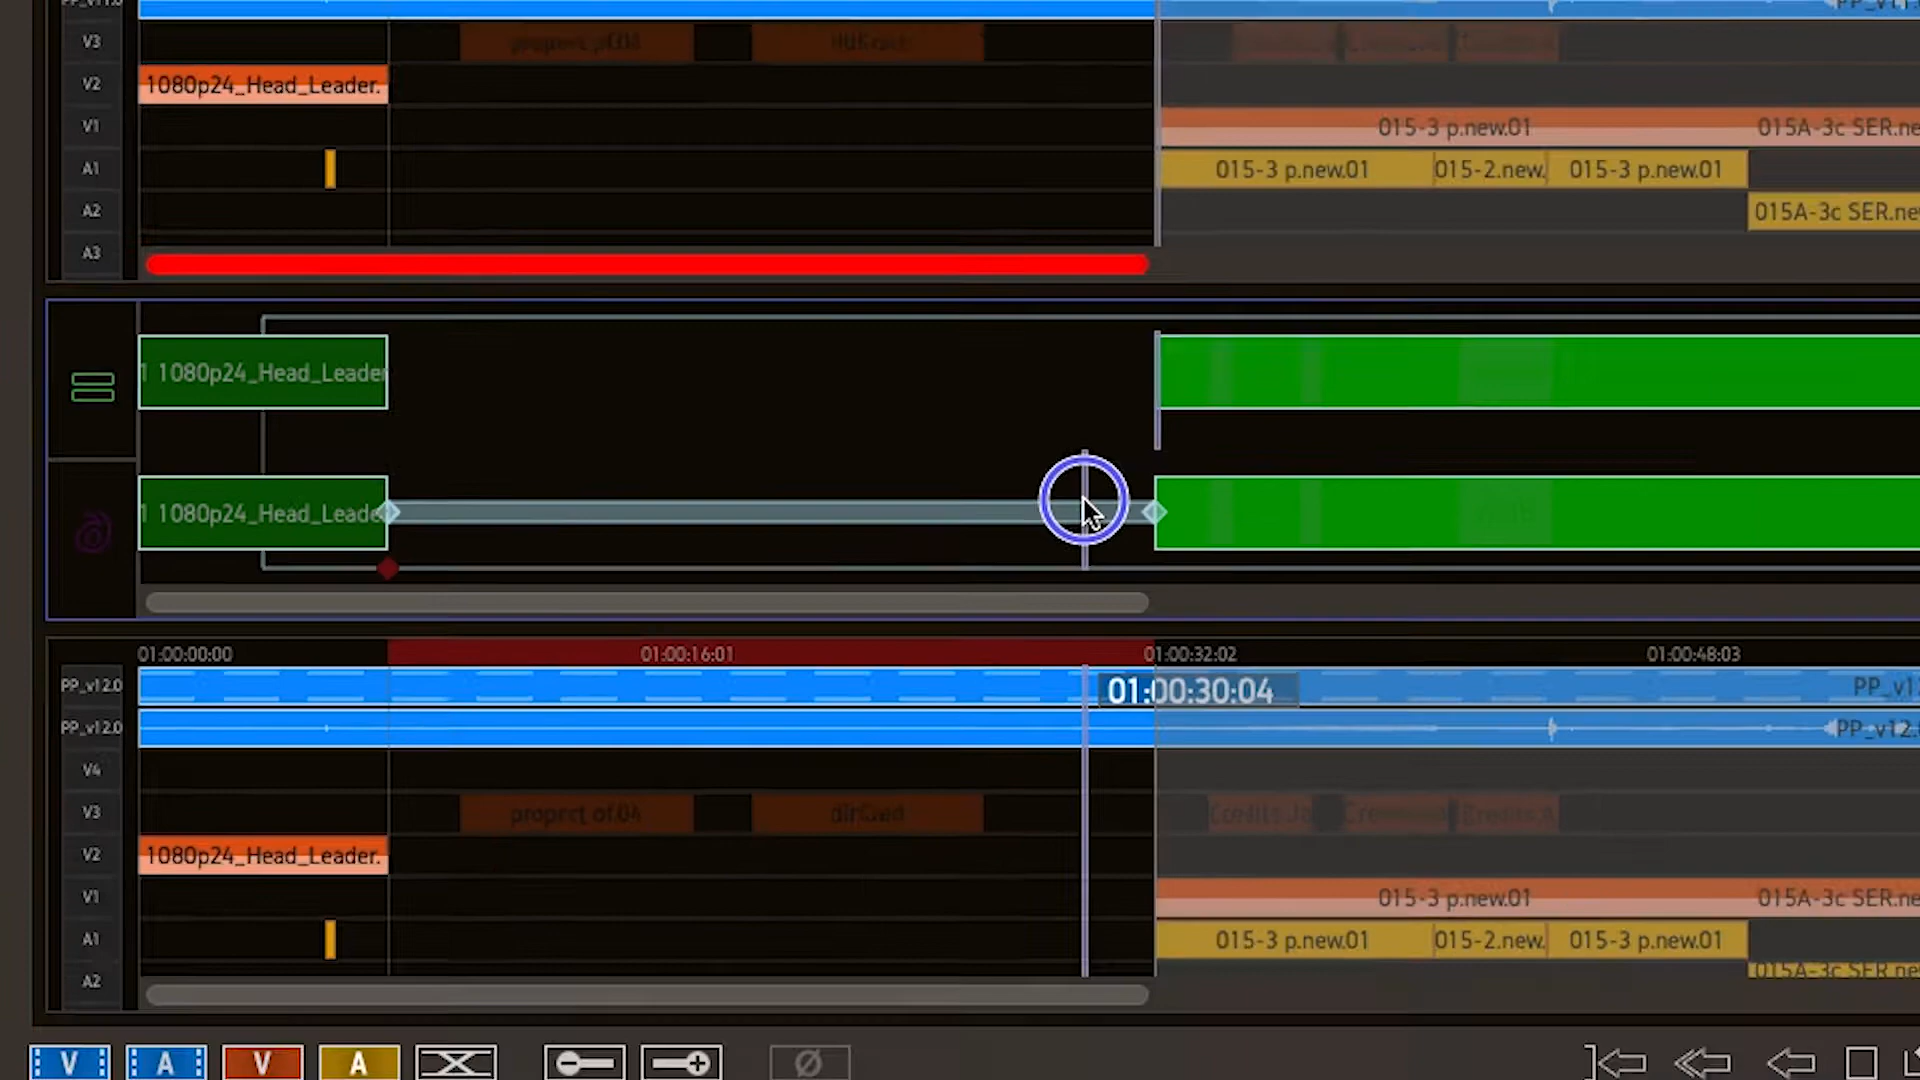 V3
V2 1080p24_Head_Leader.
V1 015-3 p.new.01 015A-3c SER.ne
A1 015-3 p.new.01 015-2.new. 015-3 p.new.01
A2 015A-3c SER.ne
A3
1 1080p24_Head_Leader
1 1080p24_Head_Leade
01:00:00:00 01:00:16:01 01:00:32:02 01:00:48:03
PP_v12.0 01:00:30:04 PP_v1
PP_v12.0 PP_v12.
V4
V3
V2 1080p24_Head_Leader.
V1 015-3 p.new.01 015A-3c SER.ne
A1 015-3 p.new.01 015-2.new. 015-3 p.new.01
A2 015A-3c SER.ne
V A V A